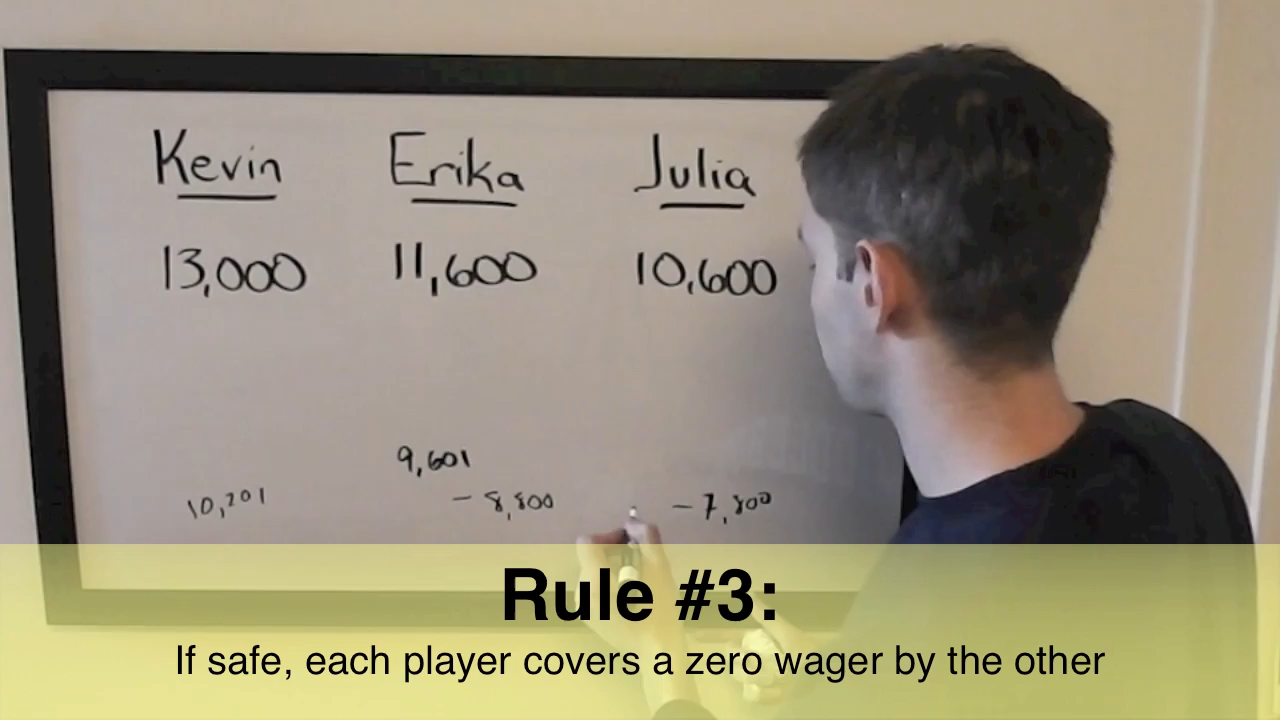 Kevin Erika Julia
13,000 11,600 10,600
9,601
10,201 - 8,800 - 7,800
Rule #3:
If safe, each player covers a zero wager by the other